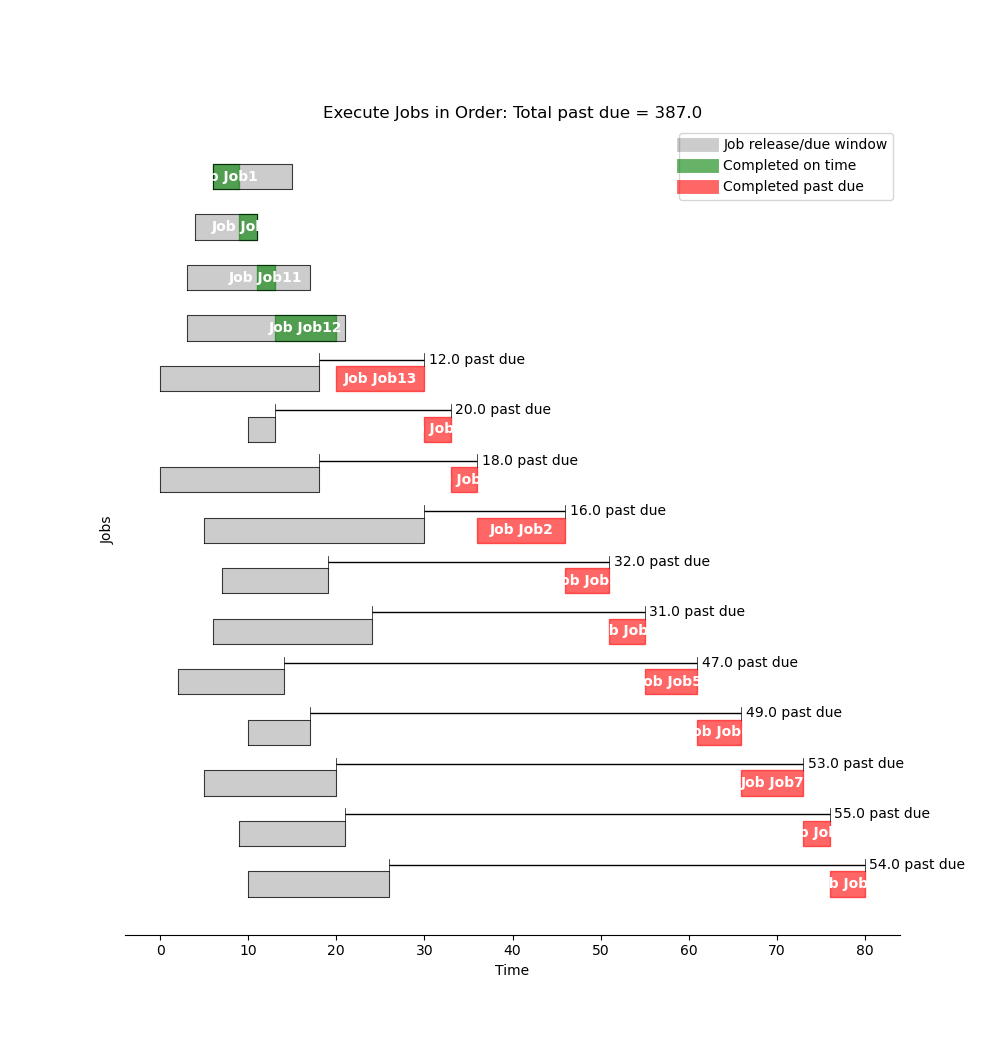 Execute Jobs in Order: Total past due = 387.0
Job release/due window
Completed on time
Completed past due
Job1
Job
Job Job11
Job Job12
12.0 past due
Job Job13
20.0 past due
Job
18.0 past due
Job
16.0 past due
Job Job2
Jobs
32.0 past due
Job
31.0 past due
Job
47.0 past due
Job5
49.0 past due
Job
53.0 past due
Job Job7
55.0 past due
54.0 past due
Job
0 10 20 30 40 50 60 70 80
Time